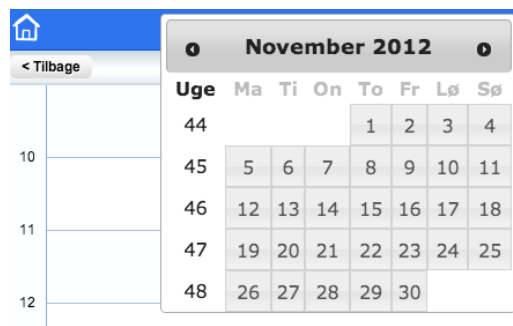 November 2012
< Tilbage
Uge Ma Ti On To Fr Lø Sø
44 1 2 3 4
10
45 5 6 7 8 9 10 11
46 12 13 14 15 16 17 18
11
47 19 20 21 22 23 24 25
48 26 27 28 29 30
12